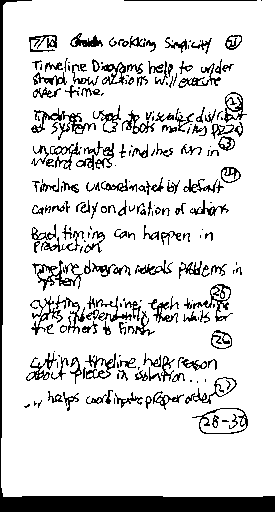 7/10 Grokking Simplicity 21
Timeline Diagrams help to under
stand how actions will execute
over time.
22
Timelines used to visualize distribut
ed system (3 robots making pizza)
23
uncoordinated timelines run in
weird orders.
24
Timelines uncoordinated by default
cannot rely on duration of actions
Bad timing can happen in
production
Timeline diagram reveals problems in
system
25
cutting timeline; each timeline
works independently then waits for
the others to finish
26
cutting timeline helps reason
about pieces in isolation...
27
... helps coordinate proper order
28-30